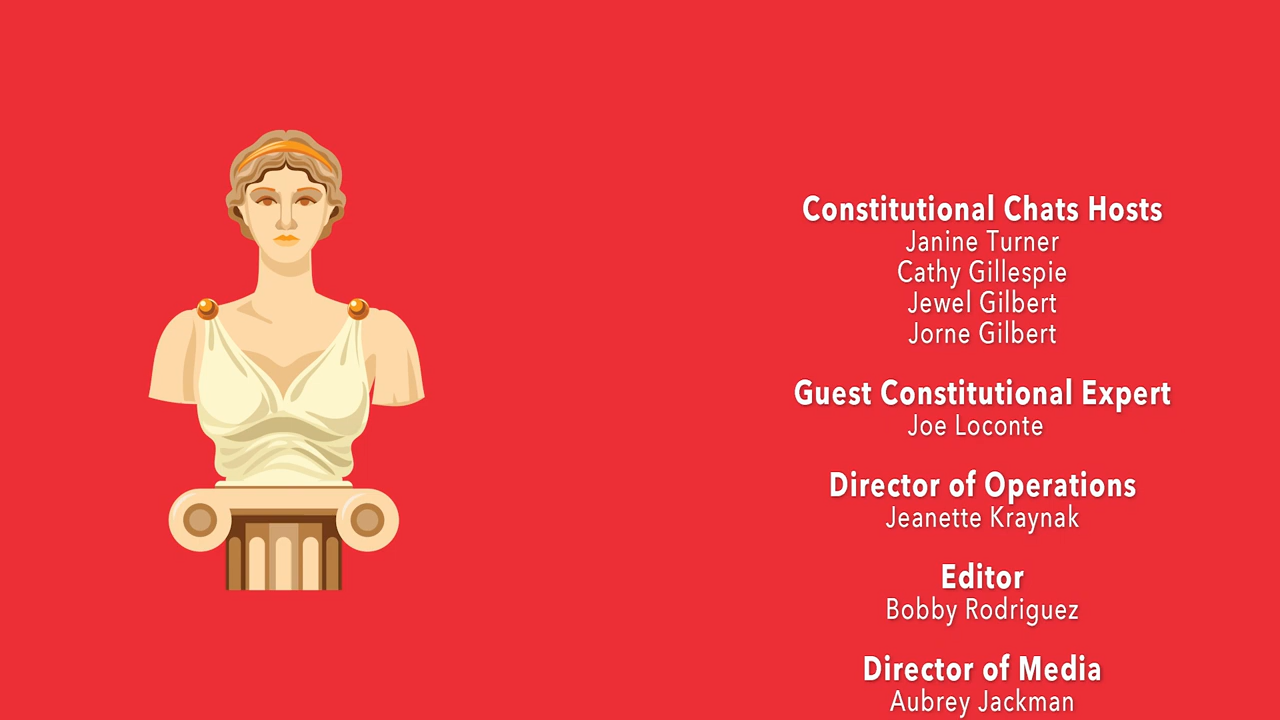 Constitutional Chats Hosts
Janine Turner
Cathy Gillespie
Jewel Gilbert
Jorne Gilbert
Guest Constitutional Expert
Joe Loconte
Director of Operations
Jeanette Kraynak
Editor
Bobby Rodriguez
Director of Media
Aubrey Jackman